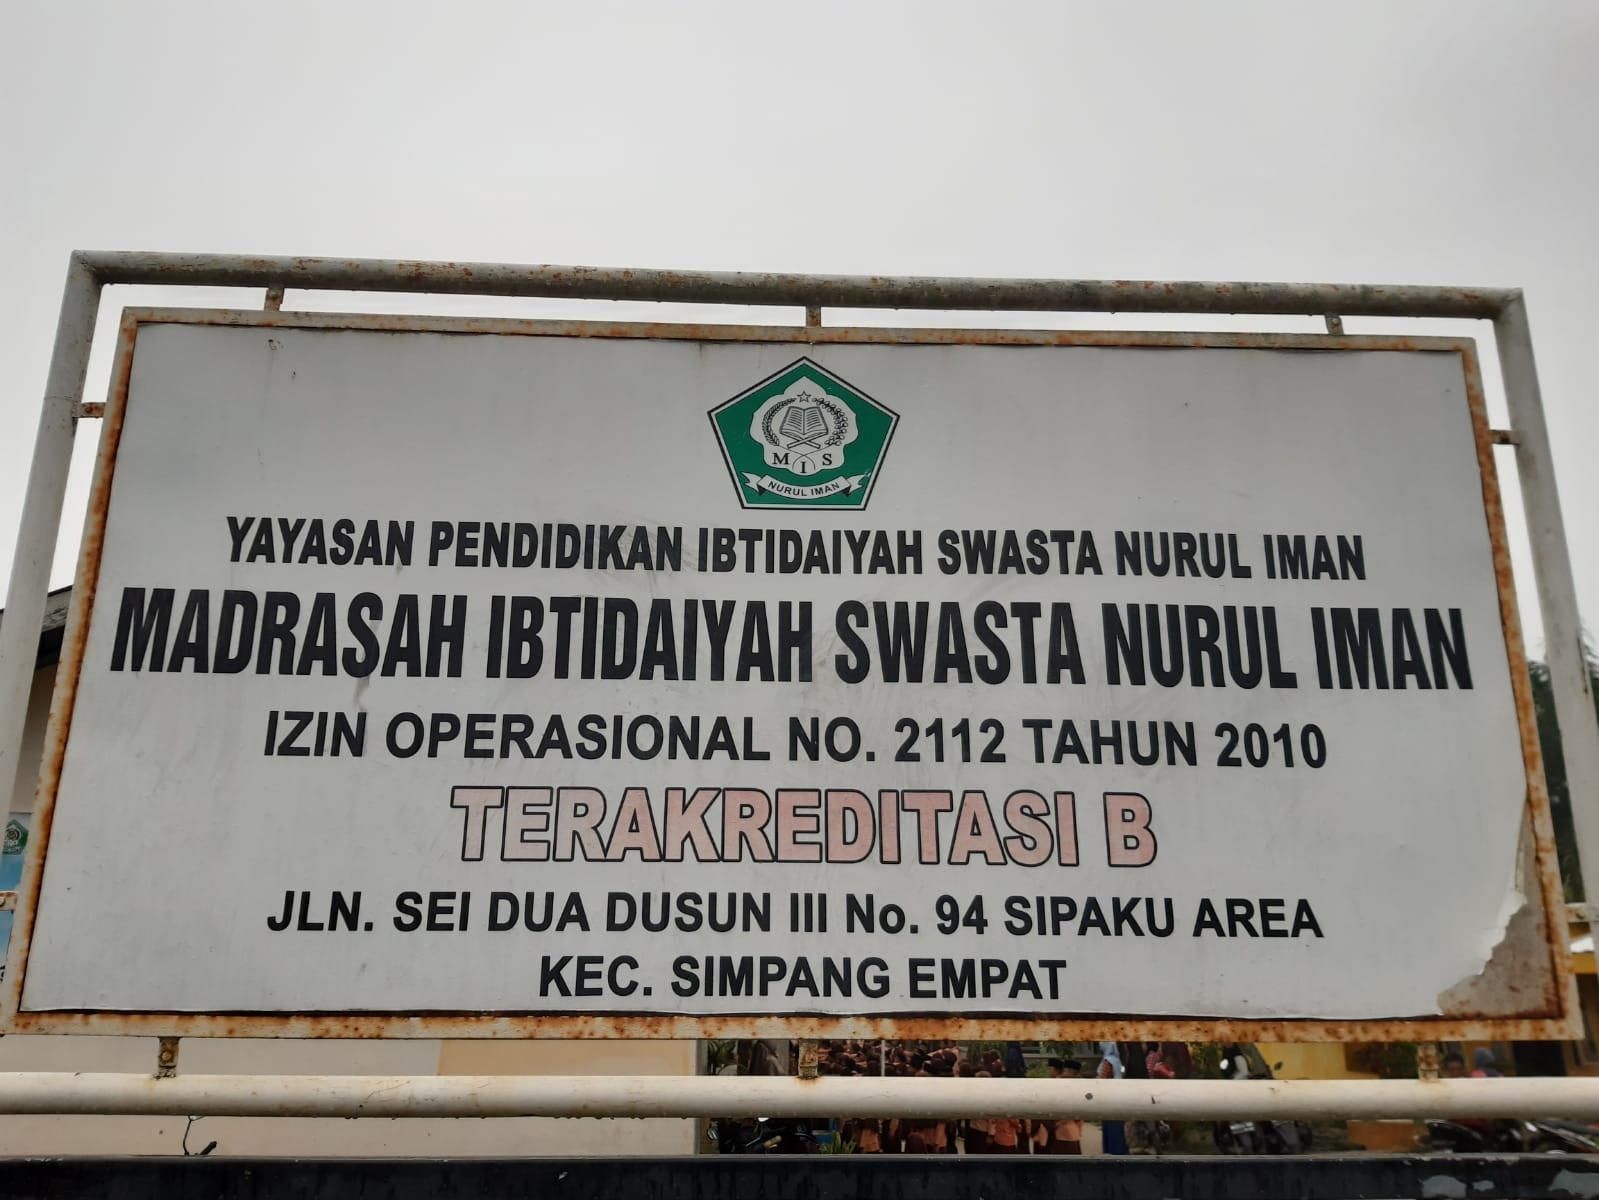 M I S
NURUL IMAN
YAYASAN PENDIDIKAN IBTIDAIYAH SWASTA NURUL IMAN
MADRASAH IBTIDAIYAH SWASTA NURUL IMAN
IZIN OPERASIONAL NO. 2112 TAHUN 2010
TERAKREDITASI B
JLN. SEI DUA DUSUN III No. 94 SIPAKU AREA
KEC. SIMPANG EMPAT